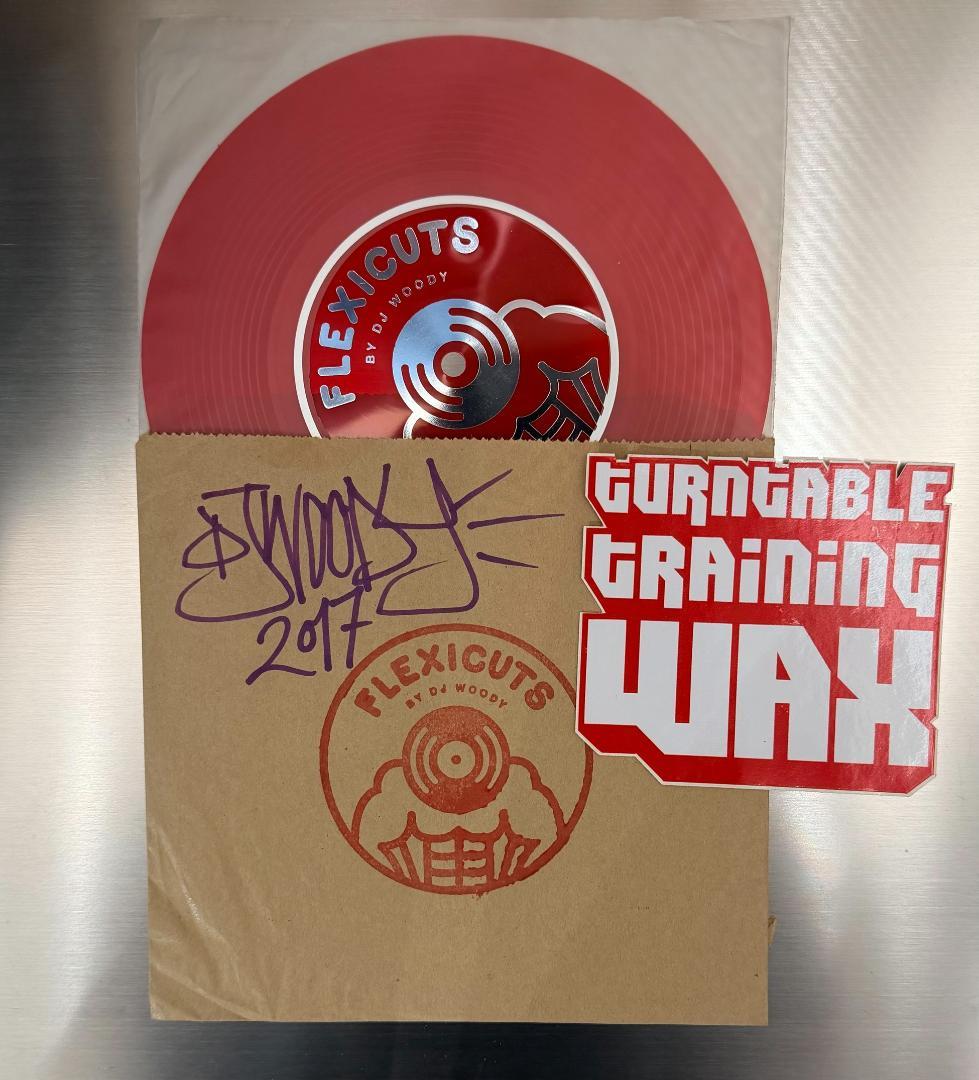 FLEXICUTS
BY DJ WOODY
DJ WOODY
2017
FLEXICUTS
BY DJ WOODY
tURNtABLE
tRAiNiNG
WAX